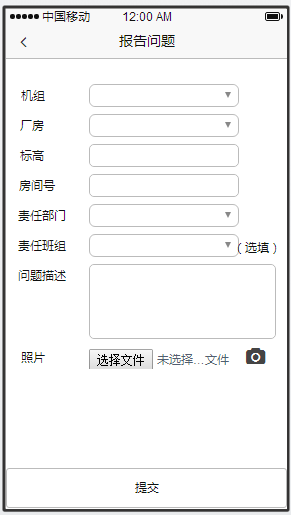 中国移动 12:00 AM
报告问题
机组
厂房
标高
房间号
责任部门
责任班组 （选填）
问题描述
照片 选择文件 未选择...文件
提交